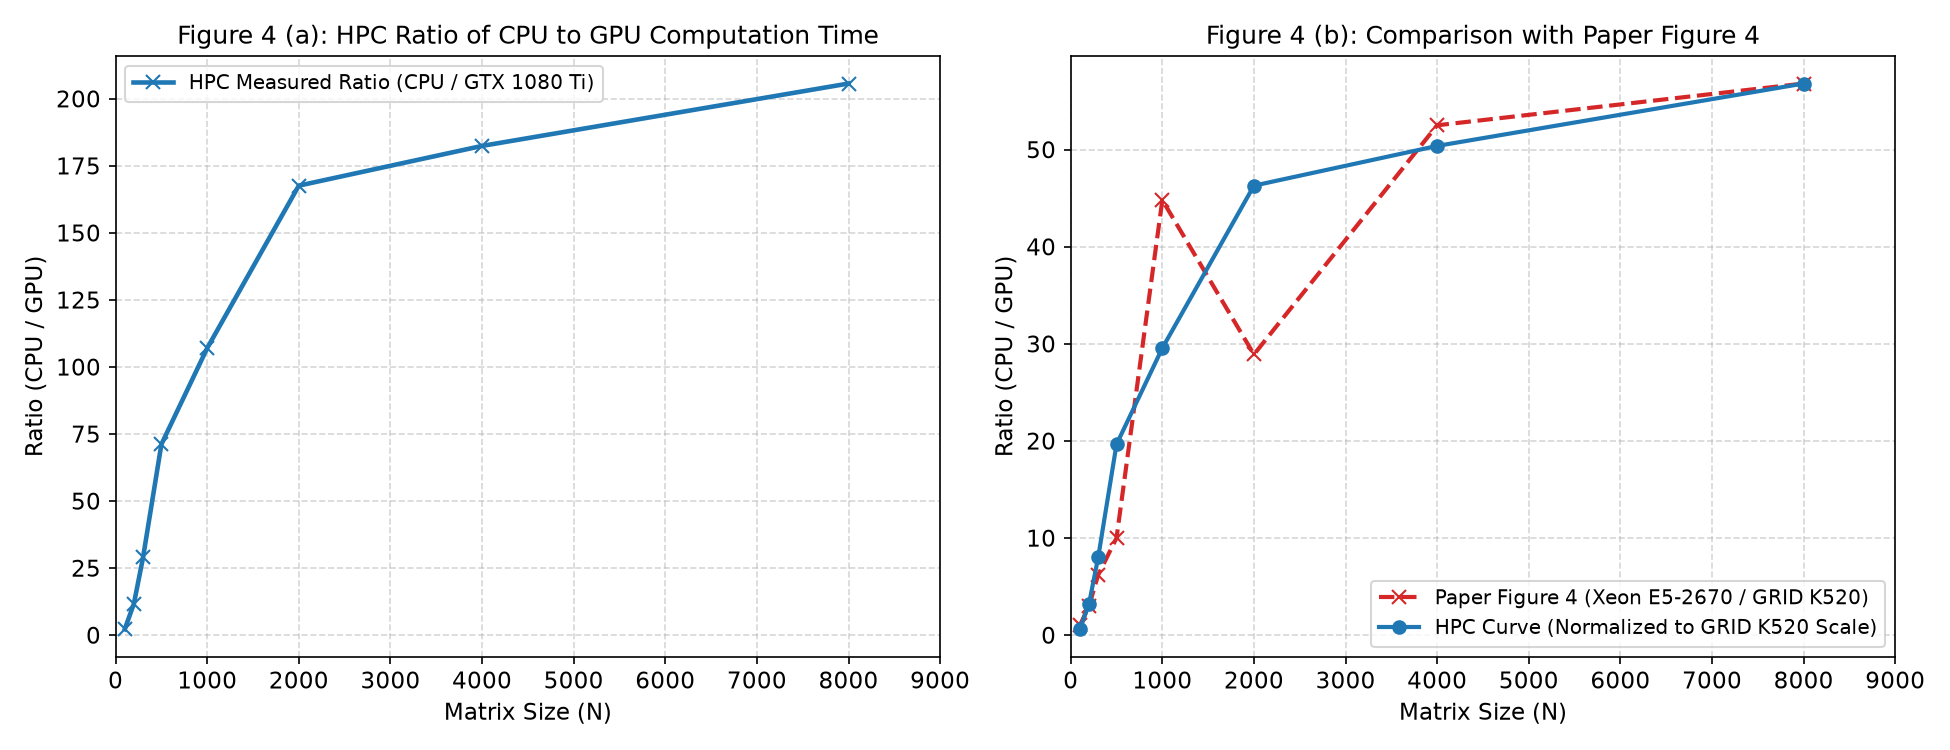 Figure 4 (a): HPC Ratio of CPU to GPU Computation Time
HPC Measured Ratio (CPU / GTX 1080 Ti)
Ratio (CPU / GPU)
200
175
150
125
100
75
50
25
0
0 1000 2000 3000 4000 5000 6000 7000 8000 9000
Matrix Size (N)
Figure 4 (b): Comparison with Paper Figure 4
Ratio (CPU / GPU)
50
40
30
20
10
0
Paper Figure 4 (Xeon E5-2670 / GRID K520)
HPC Curve (Normalized to GRID K520 Scale)
0 1000 2000 3000 4000 5000 6000 7000 8000 9000
Matrix Size (N)